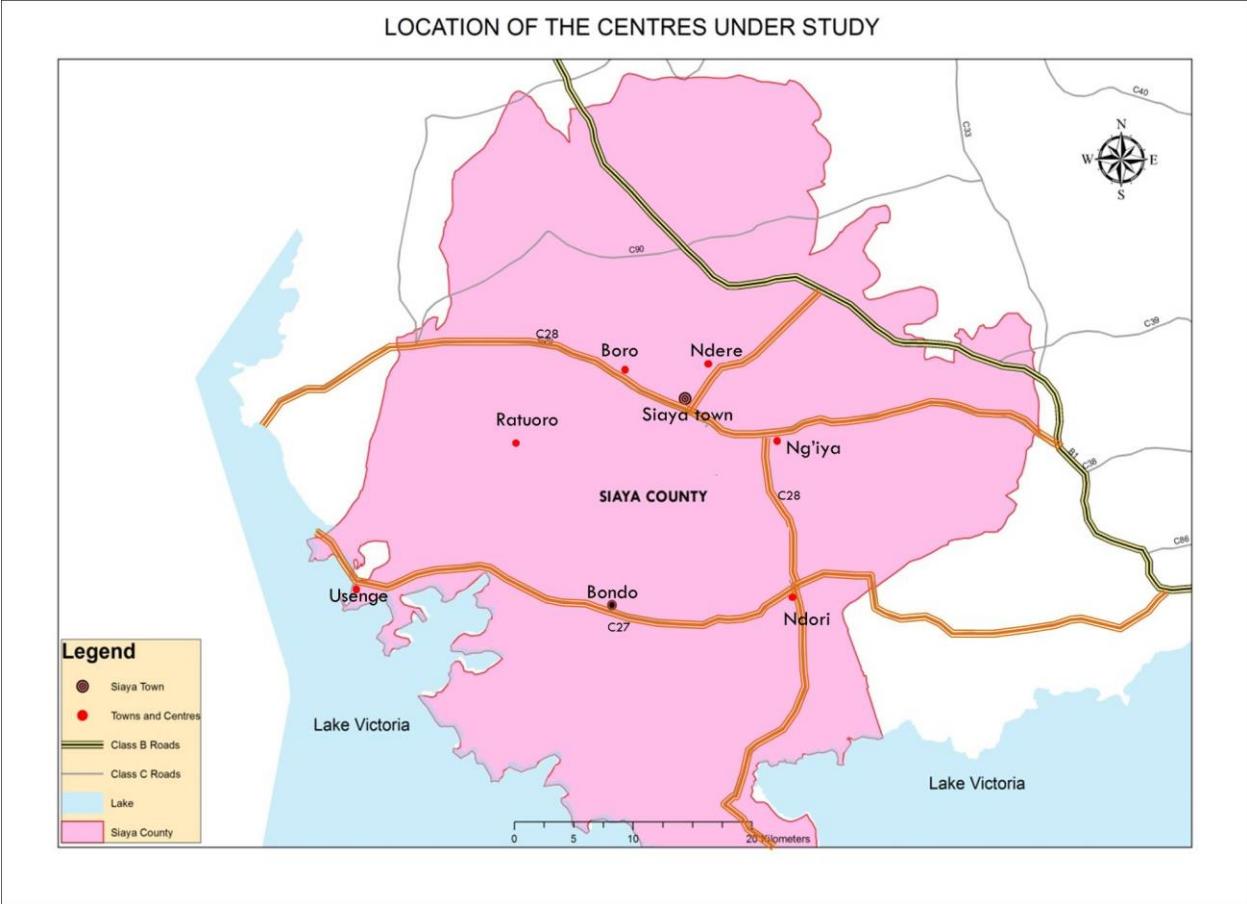 LOCATION OF THE CENTRES UNDER STUDY
C40
C33
N
W E
S
C90
C39
C28
Boro
Ndere
Siaya town
Ratuoro
Ng'iya
B1
C38
SIAYA COUNTY
C28
C86
Usenge
Bondo
C27
Ndori
Legend
Siaya Town
Towns and Centres
Class B Roads
Class C Roads
Lake
Siaya County
Lake Victoria
Lake Victoria
0 5 10 20 Kilometers